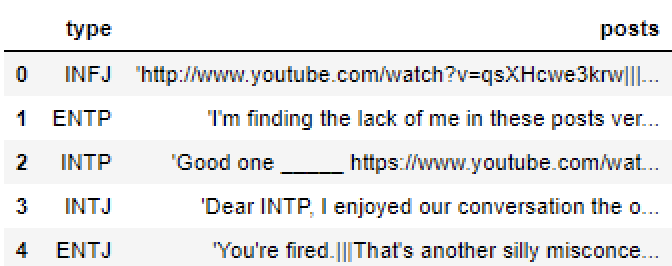 type posts
0 INFJ 'http://www.youtube.com/watch?v=qsXHcwe3krw|||...
1 ENTP 'I'm finding the lack of me in these posts ver...
2 INTP 'Good one _____ https://www.youtube.com/wat...
3 INTJ 'Dear INTP, I enjoyed our conversation the o...
4 ENTJ 'You're fired.|||That's another silly misconce...